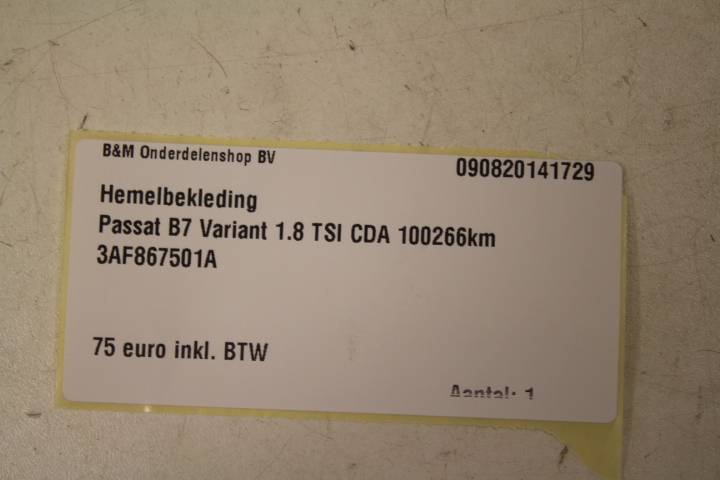 B&M Onderdelenshop BV
090820141729
Hemelbekleding
Passat B7 Variant 1.8 TSI CDA 100266km
3AF867501A
75 euro inkl. BTW
Aantal: 1